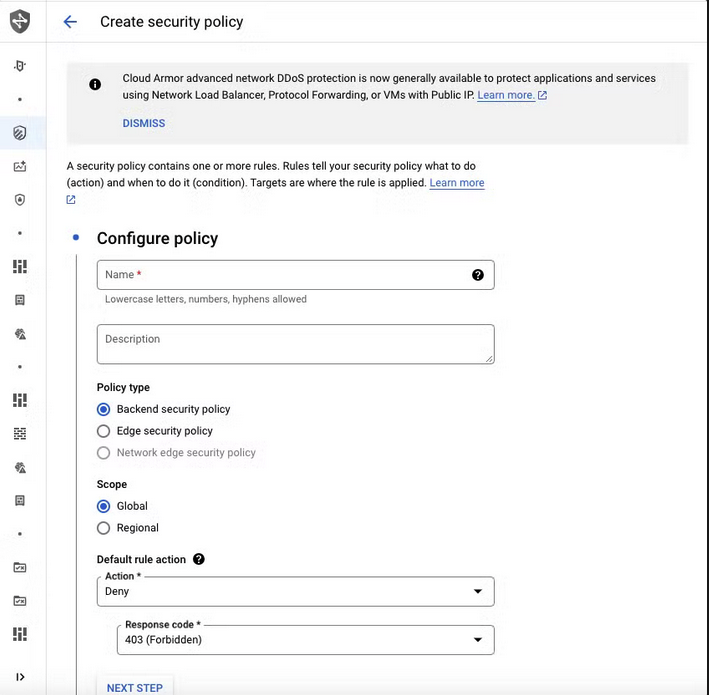 Create security policy
Cloud Armor advanced network DDoS protection is now generally available to protect applications and services
using Network Load Balancer, Protocol Forwarding, or VMs with Public IP. Learn more.
DISMISS
A security policy contains one or more rules. Rules tell your security policy what to do
(action) and when to do it (condition). Targets are where the rule is applied. Learn more
Configure policy
Name *
Lowercase letters, numbers, hyphens allowed
Description
Policy type
Backend security policy
Edge security policy
Network edge security policy
Scope
Global
Regional
Default rule action
Action *
Deny
Response code *
403 (Forbidden)
NEXT STEP